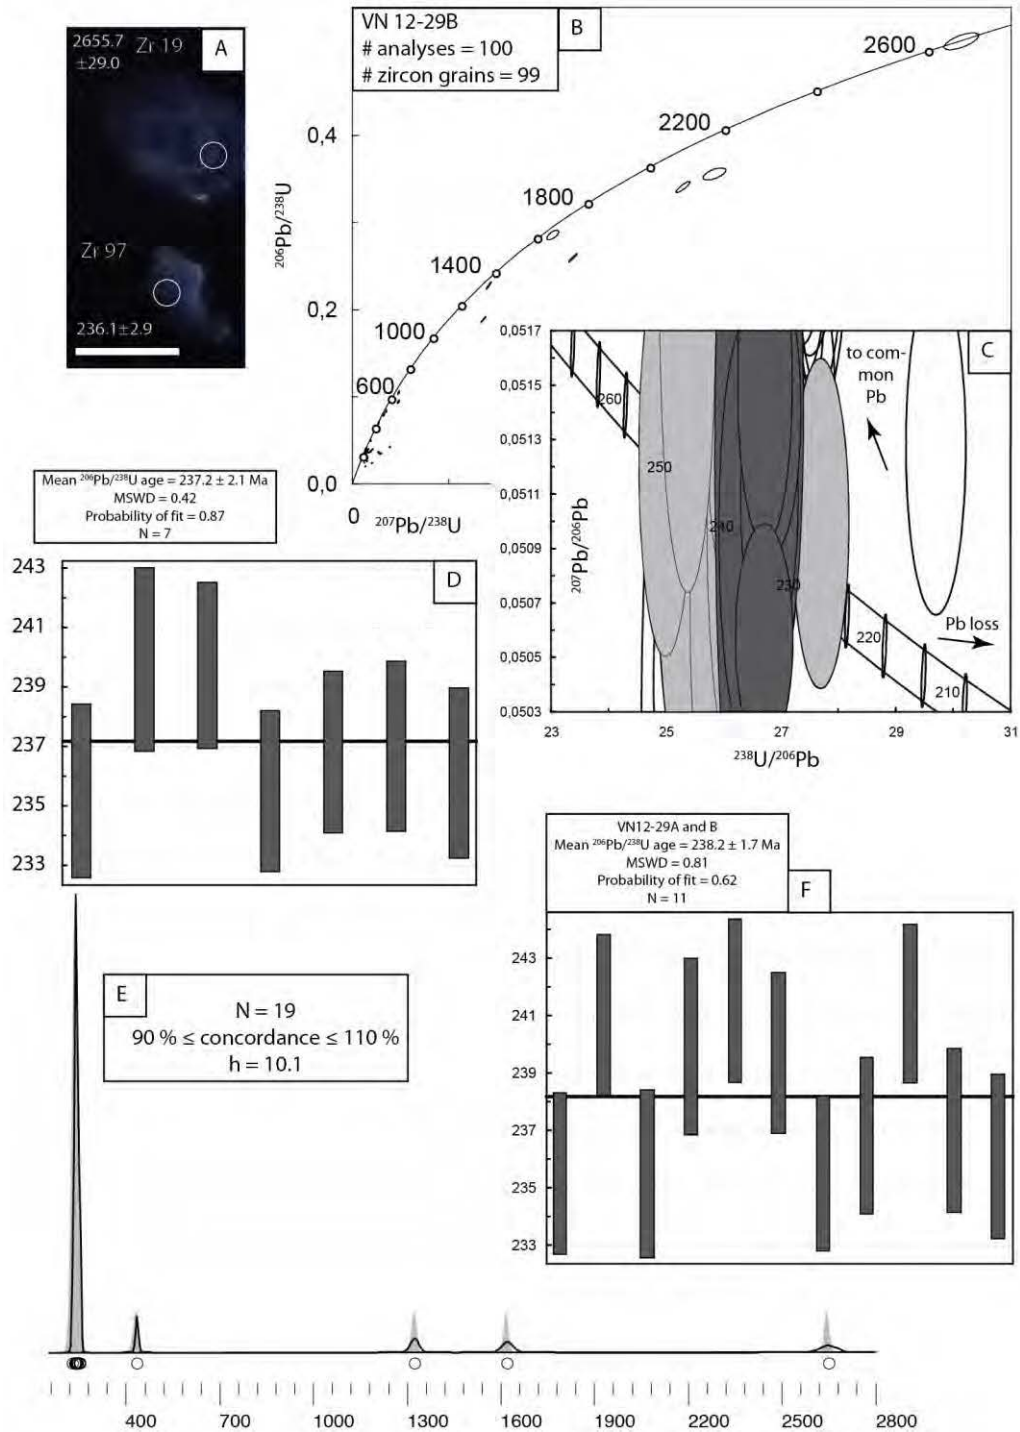 2655.7
±29.0
Zr 19
A
Zr 97
236.1±2.9
VN 12-29B
# analyses = 100
# zircon grains = 99
B
2600
2200
1800
1400
1000
600
0,4
0,2
0,0
0
²⁰⁶Pb/²³⁸U
²⁰⁷Pb/²³⁸U
C
to com-
mon
Pb
Pb loss
260
250
240
230
220
210
0,0517
0,0515
0,0513
0,0511
0,0509
0,0507
0,0505
0,0503
²⁰⁷Pb/²⁰⁶Pb
23 25 27 29 31
²³⁸U/²⁰⁶Pb
Mean ²⁰⁶Pb/²³⁸U age = 237.2 ± 2.1 Ma
MSWD = 0.42
Probability of fit = 0.87
N = 7
D
243
241
239
237
235
233
E
N = 19
90 % ≤ concordance ≤ 110 %
h = 10.1
400 700 1000 1300 1600 1900 2200 2500 2800
VN12-29A and B
Mean ²⁰⁶Pb/²³⁸U age = 238.2 ± 1.7 Ma
MSWD = 0.81
Probability of fit = 0.62
N = 11
F
243
241
239
237
235
233